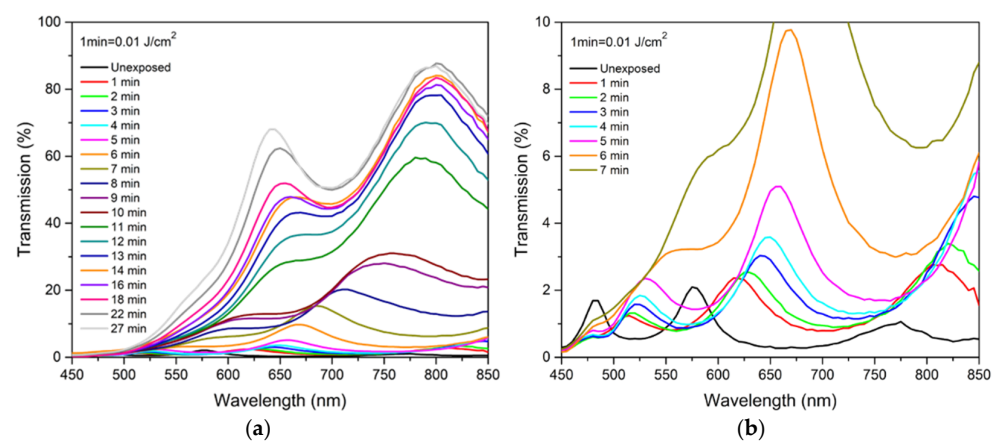 1min=0.01 J/cm²
Unexposed
1 min
2 min
3 min
4 min
5 min
6 min
7 min
8 min
9 min
10 min
11 min
12 min
13 min
14 min
16 min
18 min
22 min
27 min
Transmission (%)
100
80
60
40
20
0
450 500 550 600 650 700 750 800 850
Wavelength (nm)
(a)
1min=0.01 J/cm²
Unexposed
1 min
2 min
3 min
4 min
5 min
6 min
7 min
Transmission (%)
10
8
6
4
2
0
450 500 550 600 650 700 750 800 850
Wavelength (nm)
(b)